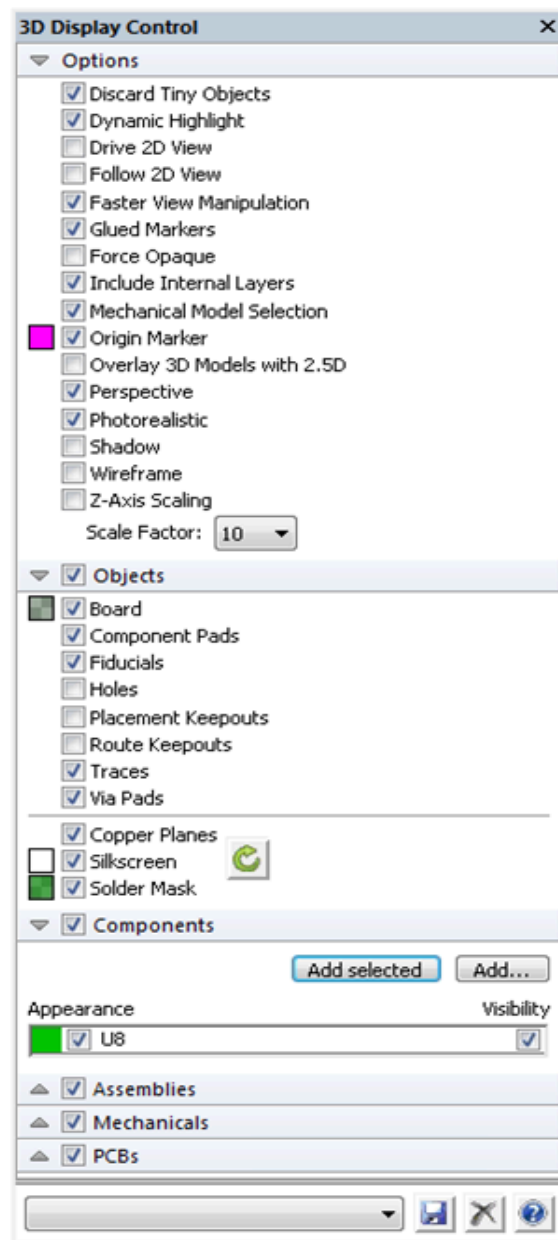 3D Display Control
Options
Discard Tiny Objects
Dynamic Highlight
Drive 2D View
Follow 2D View
Faster View Manipulation
Glued Markers
Force Opaque
Include Internal Layers
Mechanical Model Selection
Origin Marker
Overlay 3D Models with 2.5D
Perspective
Photorealistic
Shadow
Wireframe
Z-Axis Scaling
Scale Factor: 10
Objects
Board
Component Pads
Fiducials
Holes
Placement Keepouts
Route Keepouts
Traces
Via Pads
Copper Planes
Silkscreen
Solder Mask
Components
Add selected Add...
Appearance Visibility
U8
Assemblies
Mechanicals
PCBs